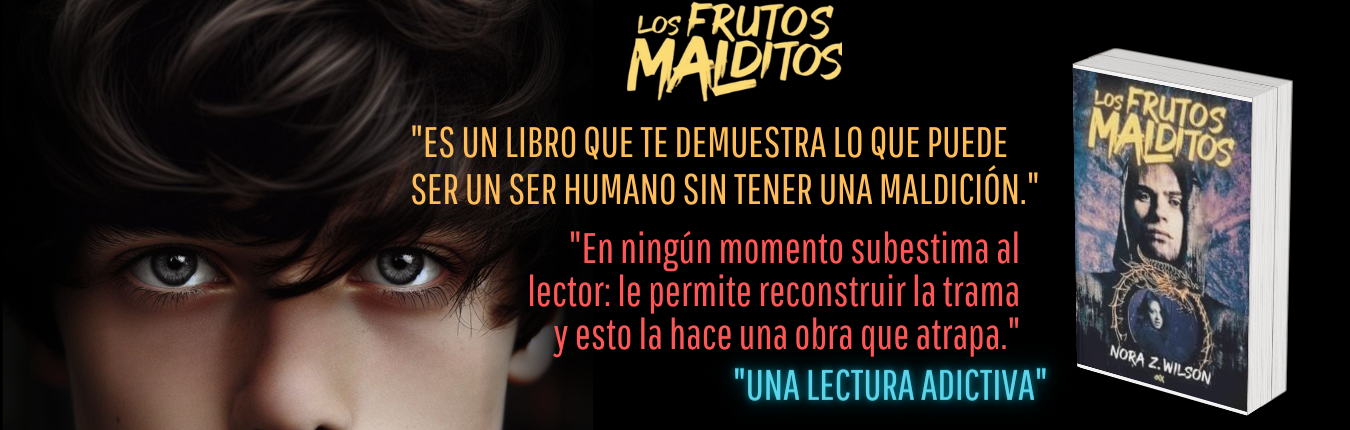 LOS FRUTOS
MALDITOS
"ES UN LIBRO QUE TE DEMUESTRA LO QUE PUEDE
SER UN SER HUMANO SIN TENER UNA MALDICIÓN."
"En ningún momento subestima al
lector: le permite reconstruir la trama
y esto la hace una obra que atrapa."
"UNA LECTURA ADICTIVA"
LOS FRUTOS
MALDITOS
NORA Z. WILSON